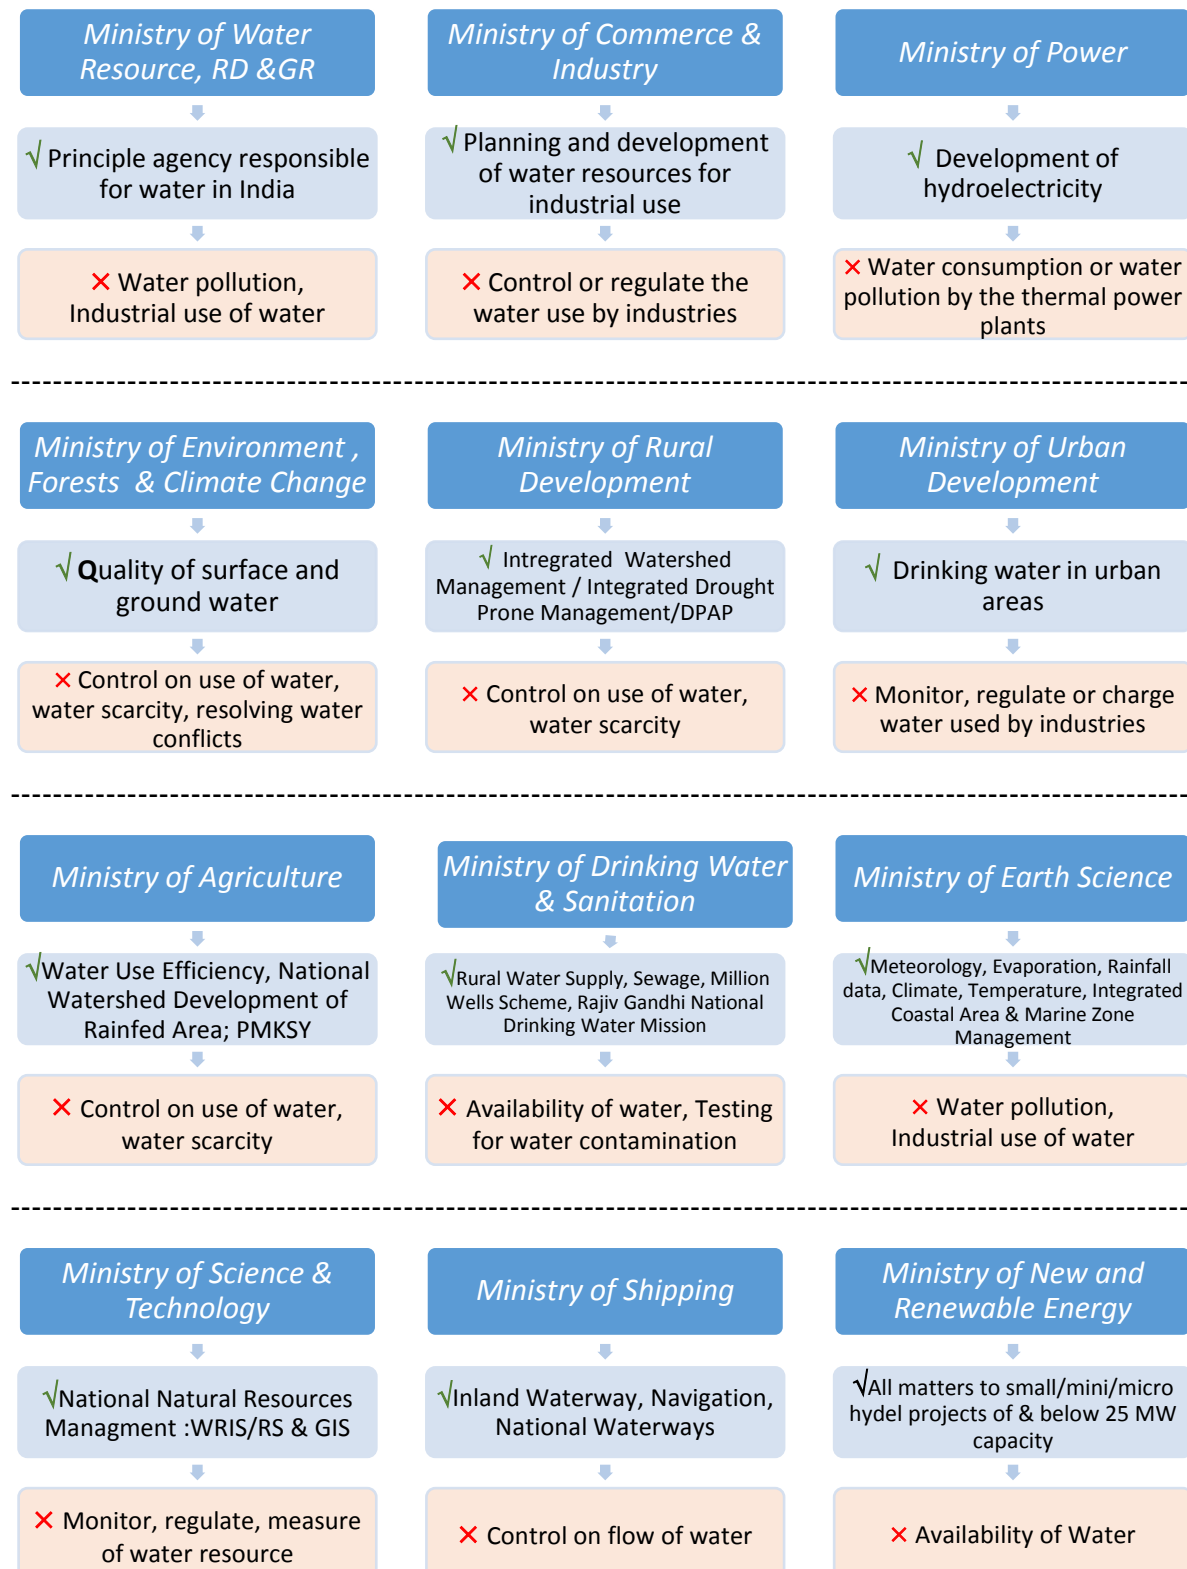 Ministry of Water
Resource, RD &GR
√ Principle agency responsible
for water in India
× Water pollution,
Industrial use of water
Ministry of Commerce &
Industry
√ Planning and development
of water resources for
industrial use
× Control or regulate the
water use by industries
Ministry of Power
√ Development of
hydroelectricity
× Water consumption or water
pollution by the thermal power
plants
Ministry of Environment ,
Forests & Climate Change
√ Quality of surface and
ground water
× Control on use of water,
water scarcity, resolving water
conflicts
Ministry of Rural
Development
√ Intregrated Watershed
Management / Integrated Drought
Prone Management/DPAP
× Control on use of water,
water scarcity
Ministry of Urban
Development
√ Drinking water in urban
areas
× Monitor, regulate or charge
water used by industries
Ministry of Agriculture
√Water Use Efficiency, National
Watershed Development of
Rainfed Area; PMKSY
× Control on use of water,
water scarcity
Ministry of Drinking Water
& Sanitation
√Rural Water Supply, Sewage, Million
Wells Scheme, Rajiv Gandhi National
Drinking Water Mission
× Availability of water, Testing
for water contamination
Ministry of Earth Science
√Meteorology, Evaporation, Rainfall
data, Climate, Temperature, Integrated
Coastal Area & Marine Zone
Management
× Water pollution,
Industrial use of water
Ministry of Science &
Technology
√National Natural Resources
Managment :WRIS/RS & GIS
× Monitor, regulate, measure
of water resource
Ministry of Shipping
√Inland Waterway, Navigation,
National Waterways
× Control on flow of water
Ministry of New and
Renewable Energy
√All matters to small/mini/micro
hydel projects of & below 25 MW
capacity
× Availability of Water